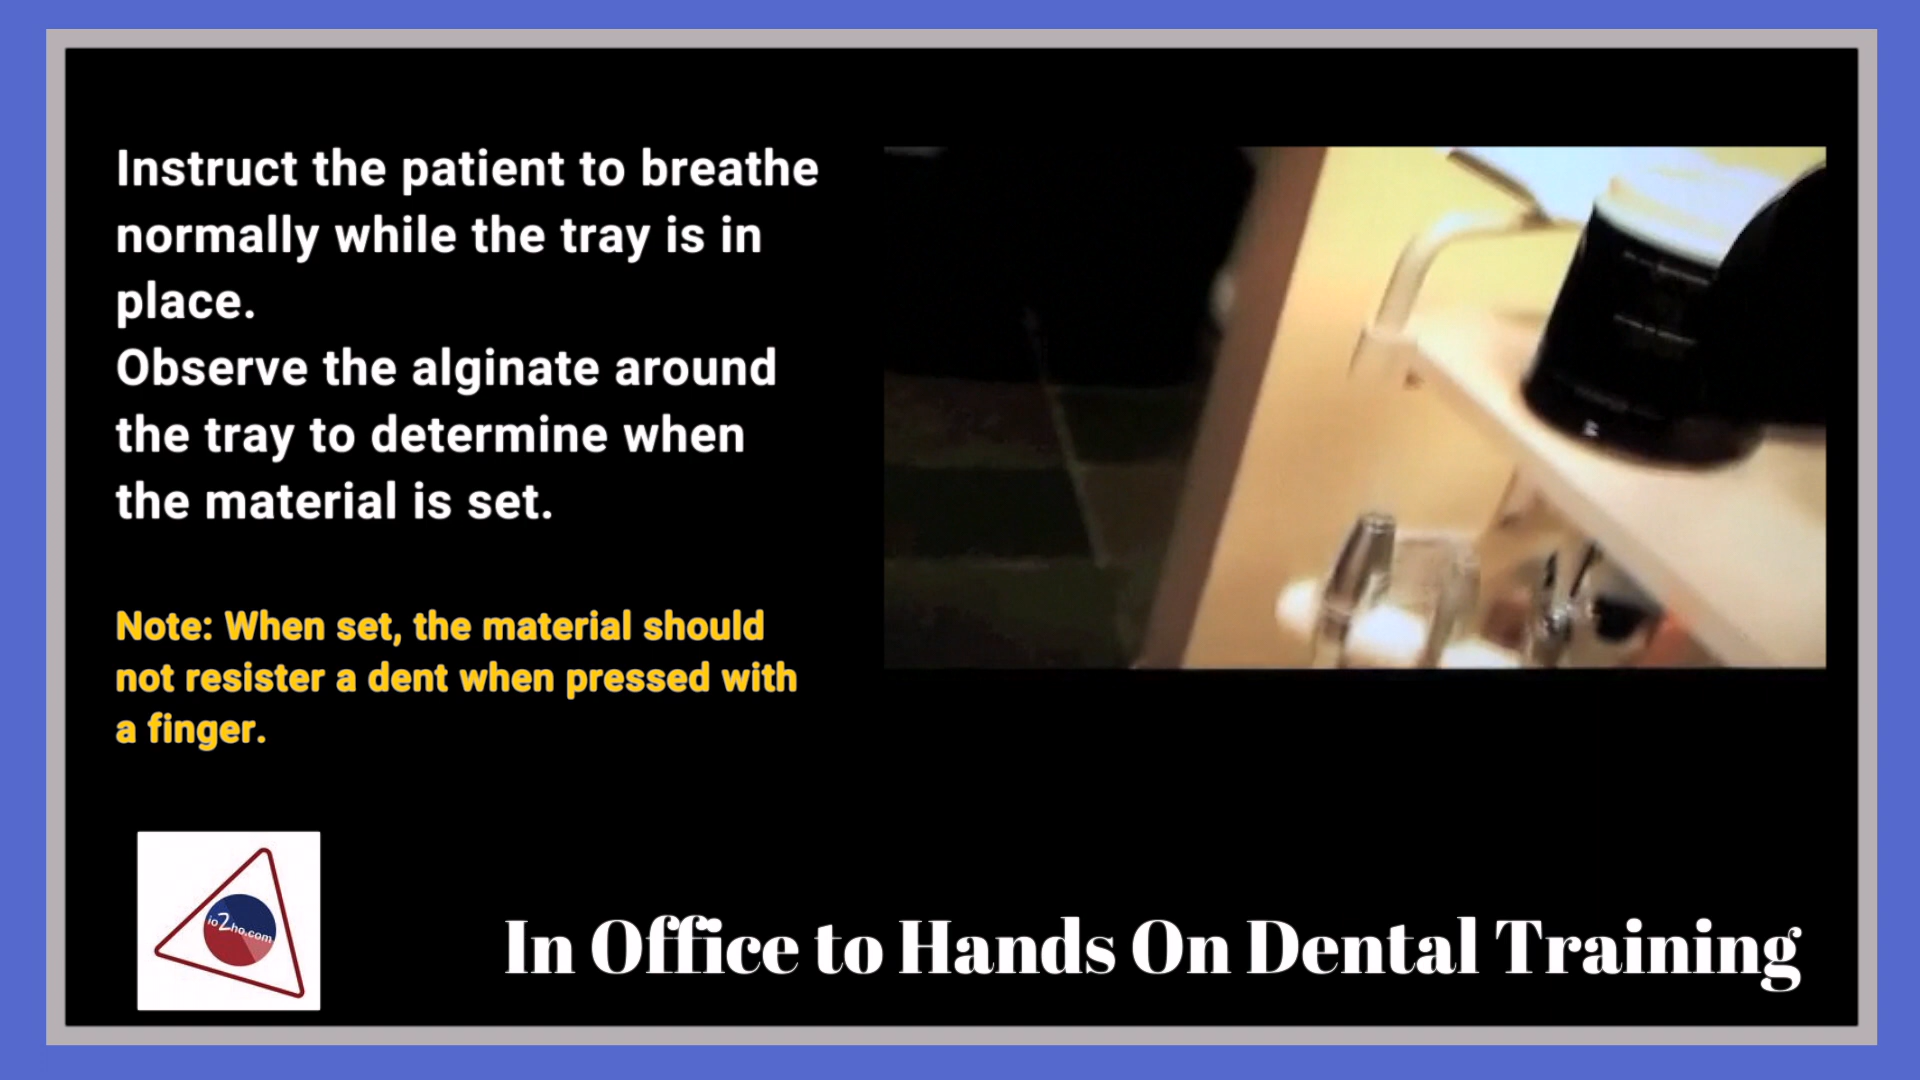 Instruct the patient to breathe
normally while the tray is in
place.
Observe the alginate around
the tray to determine when
the material is set.
Note: When set, the material should
not resister a dent when pressed with
a finger.
io2ho.com
In Office to Hands On Dental Training